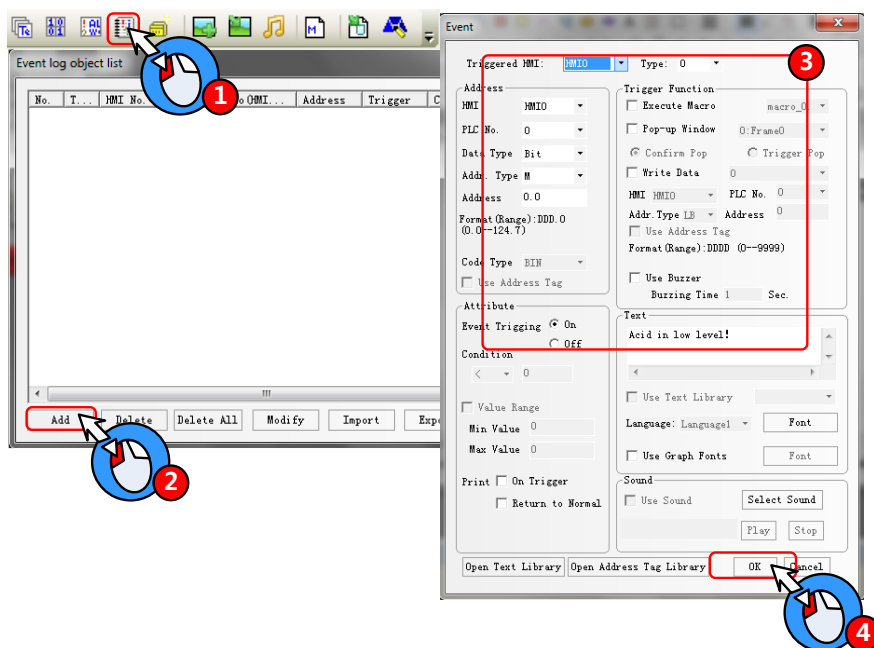 Event log object list
No. T... HMI No. o (HMI... Address Trigger C
Add Delete Delete All Modify Import Expo
1
2
Event
Triggered HMI: HMI0 Type: 0
3
Address
HMI HMI0
PLC No. 0
Data Type Bit
Addr. Type M
Address 0.0
Format(Range):DDD.O
(0.0--124.7)
Code Type BIN
Use Address Tag
Attribute
Event Trigging On
Off
Condition
< 0
Value Range
Min Value 0
Max Value 0
Print On Trigger
Return to Normal
Trigger Function
Execute Macro macro_0
Pop-up Window 0:Frame0
Confirm Pop Trigger Pop
Write Data 0
HMI HMI0 PLC No. 0
Addr.Type LB Address 0
Use Address Tag
Format(Range):DDDD (0--9999)
Use Buzzer
Buzzing Time 1 Sec.
Text
Acid in low level!
Use Text Library
Language: Language1 Font
Use Graph Fonts Font
Sound
Use Sound Select Sound
Play Stop
Open Text Library Open Address Tag Library OK Cancel
4